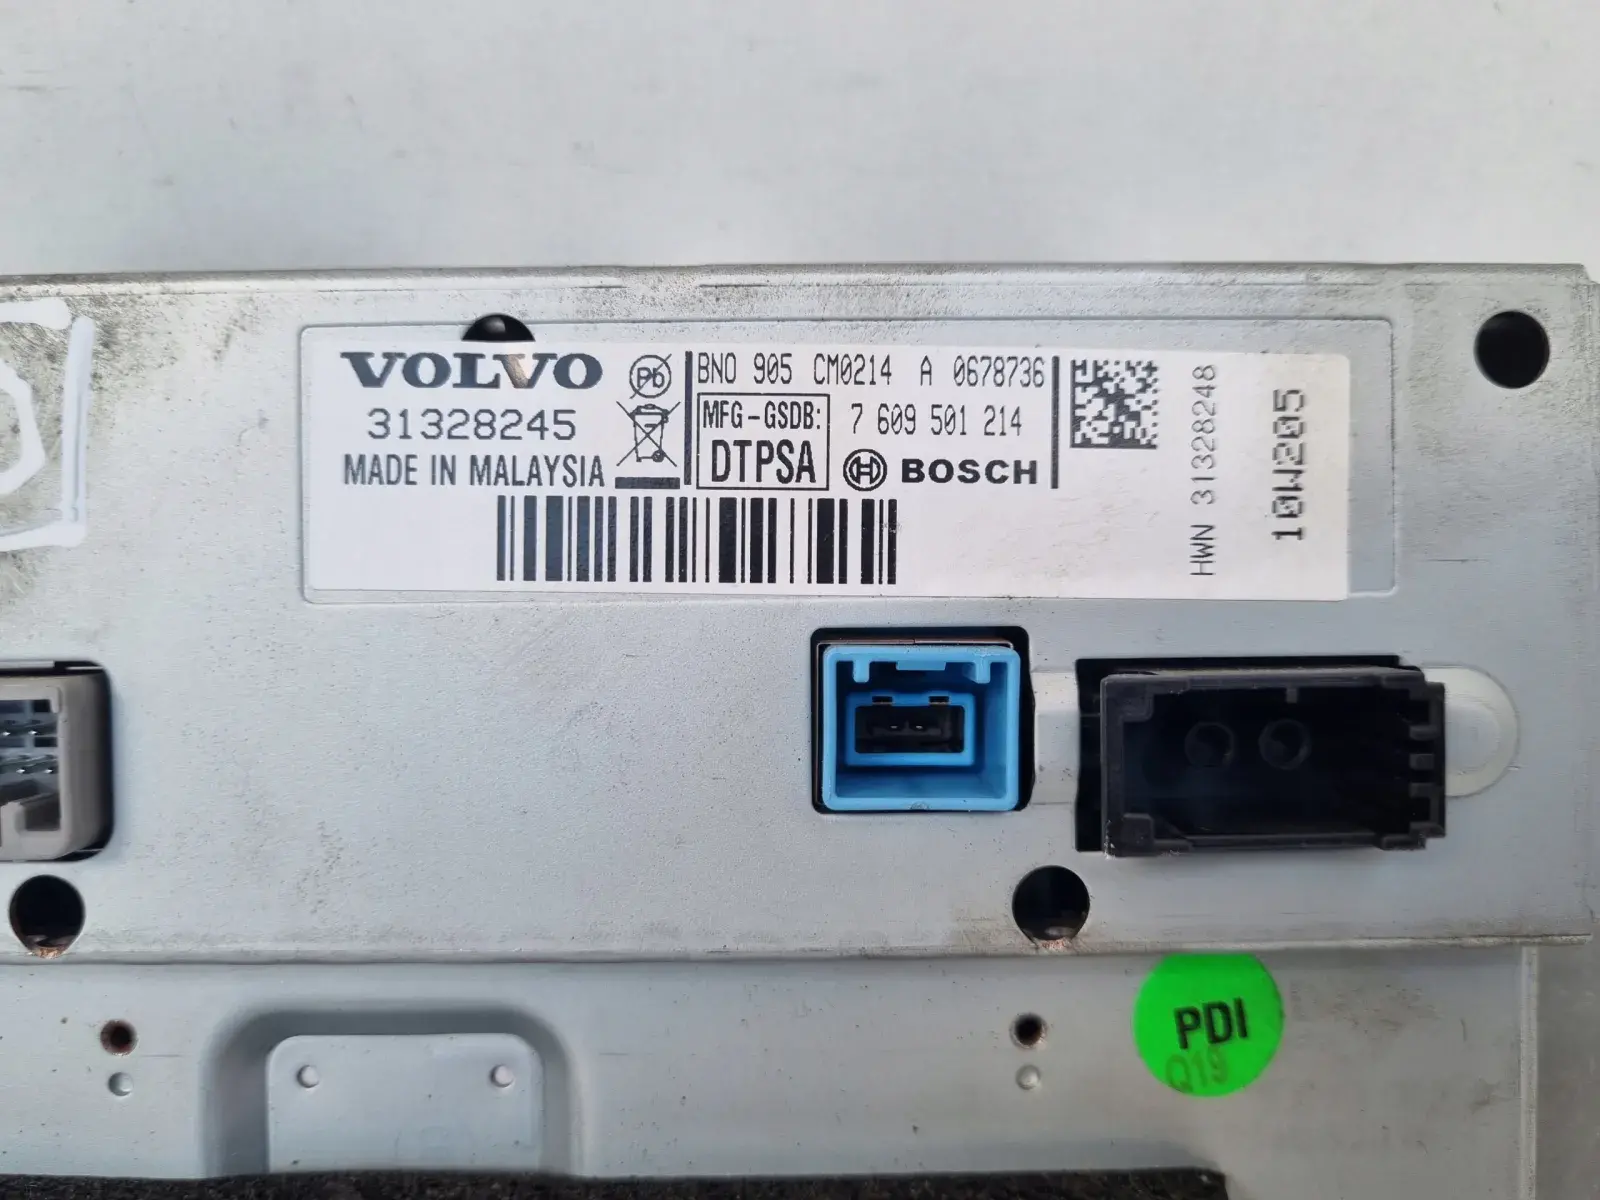 VOLVO
31328245
MADE IN MALAYSIA
Pb
BNO 905 CM0214 A 0678736
MFG-GSDB:
DTPSA
7 609 501 214
BOSCH
HWN 31328248
10W205
PDI
Q19